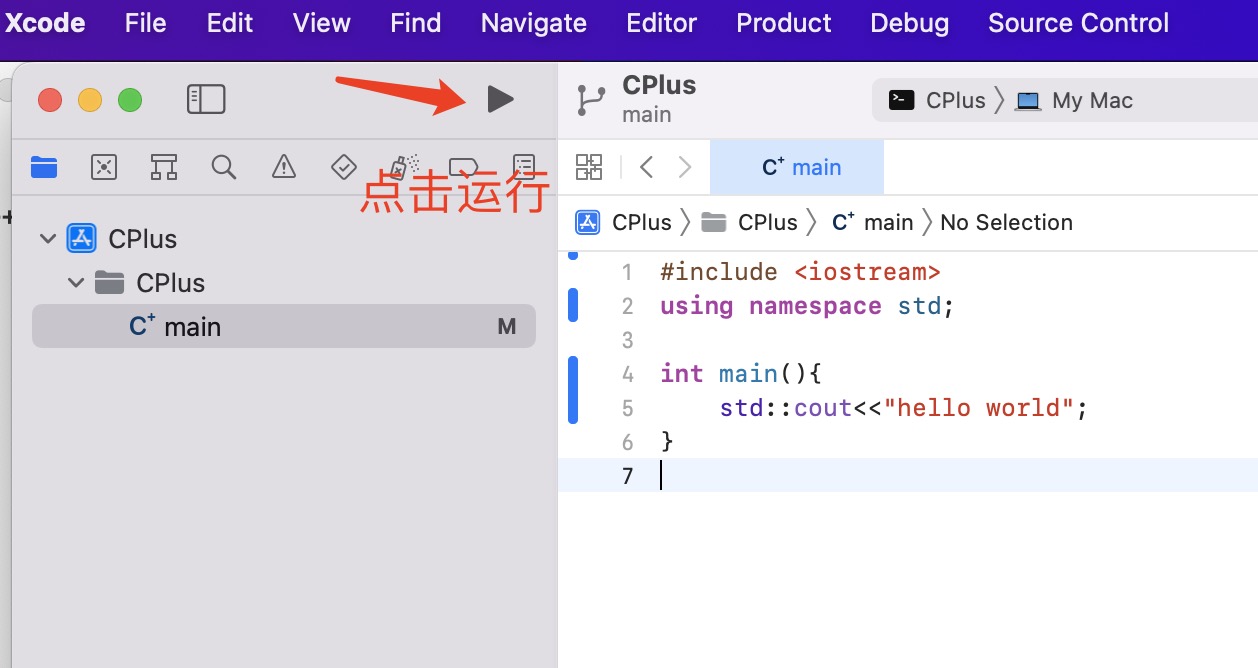 Xcode File Edit View Find Navigate Editor Product Debug Source Control
CPlus
main
CPlus My Mac
点击运行
C+ main
CPlus CPlus C+ main No Selection
CPlus
CPlus
C+ main M
1 #include <iostream>
2 using namespace std;
3
4 int main(){
5     std::cout<<"hello world";
6 }
7